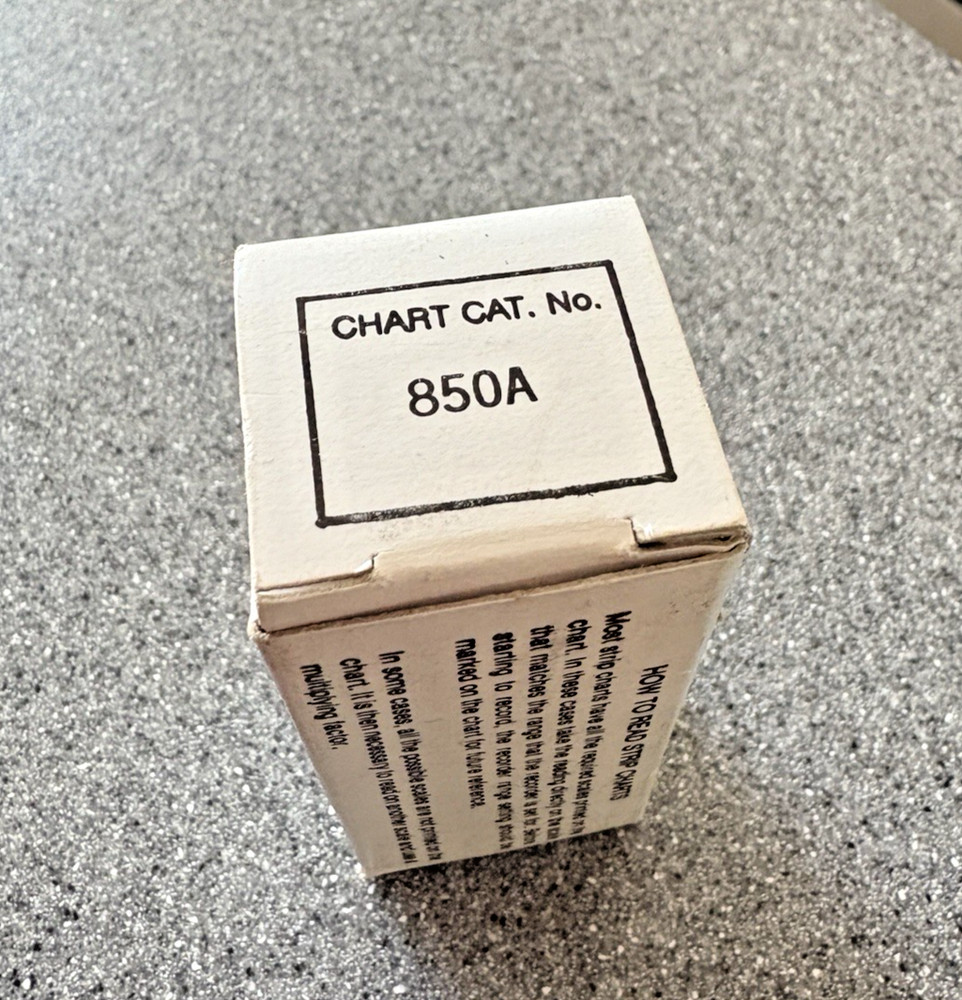 CHART CAT. No.
850A
HOW TO READ STRIP CHARTS
Most strip charts have all the required scales printed on the
chart. In these cases take the reading directly on the scale
that matches the range that the recorder is set for. Before
starting to record, the recorder range setting should be
marked on the chart for future reference.
In some cases, all the possible scales are not printed on the
chart. It is then necessary to read on another scale and use a
multiplying factor.